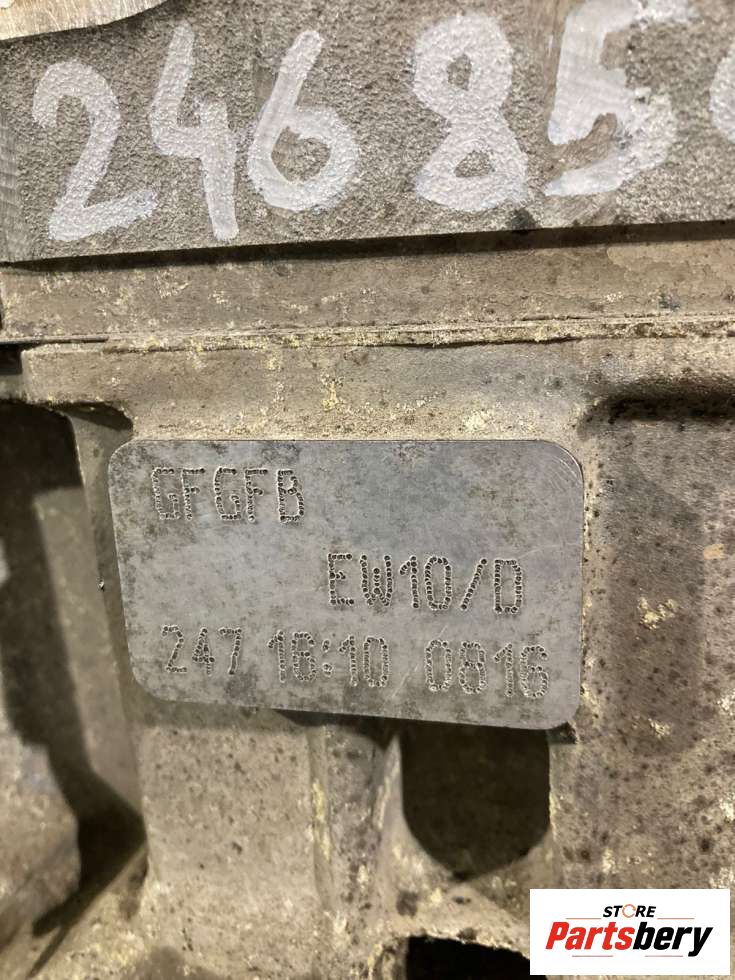 24685
GFGFB
EW10/D
247 16:10 0816
STORE
Partsbery